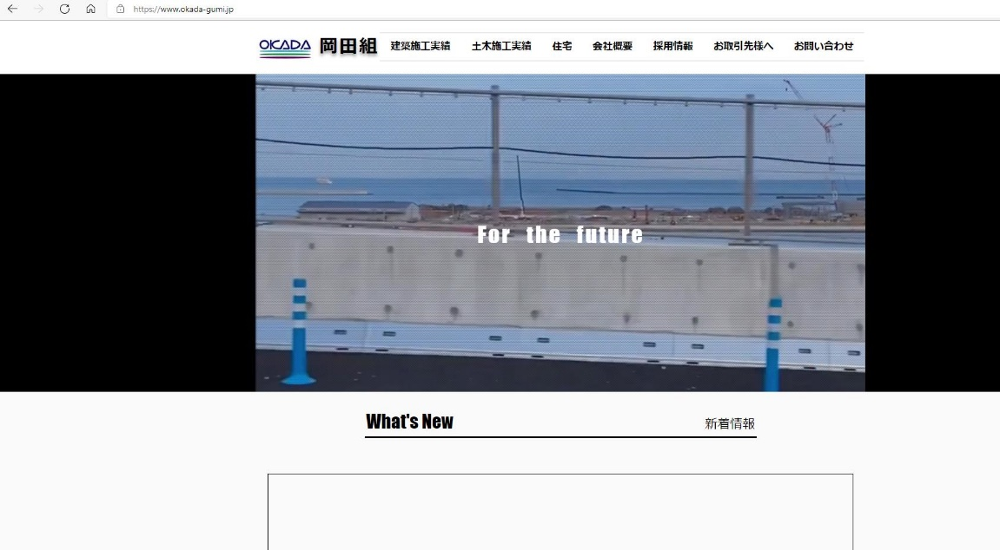 https://www.okada-gumi.jp
OKADA 岡田組 建築施工実績 土木施工実績 住宅 会社概要 採用情報 お取引先様へ お問い合わせ
For the future
What's New 新着情報